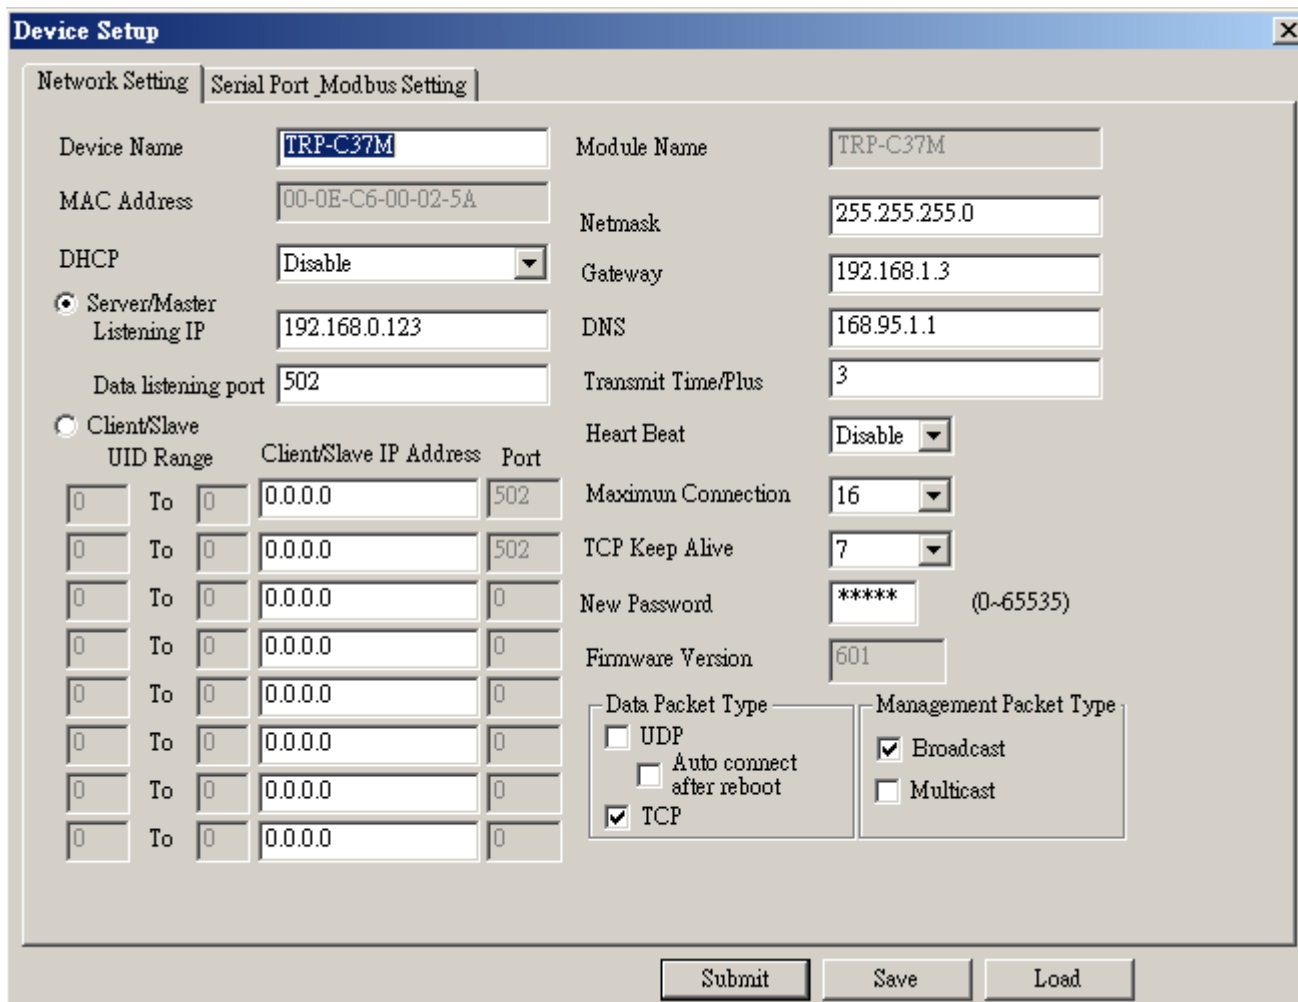 Device Setup
Network Setting
Serial Port_Modbus Setting
Device Name TRP-C37M
Module Name TRP-C37M
MAC Address 00-0E-C6-00-02-5A
Netmask 255.255.255.0
DHCP Disable
Gateway 192.168.1.3
Server/Master
Listening IP 192.168.0.123
DNS 168.95.1.1
Data listening port 502
Transmit Time/Plus 3
Client/Slave
Heart Beat Disable
UID Range Client/Slave IP Address Port
0 To 0 0.0.0.0 502
Maximun Connection 16
0 To 0 0.0.0.0 502
TCP Keep Alive 7
0 To 0 0.0.0.0 0
New Password ***** (0~65535)
0 To 0 0.0.0.0 0
Firmware Version 601
0 To 0 0.0.0.0 0
0 To 0 0.0.0.0 0
0 To 0 0.0.0.0 0
0 To 0 0.0.0.0 0
Data Packet Type
UDP
Auto connect
after reboot
TCP
Management Packet Type
Broadcast
Multicast
Submit
Save
Load